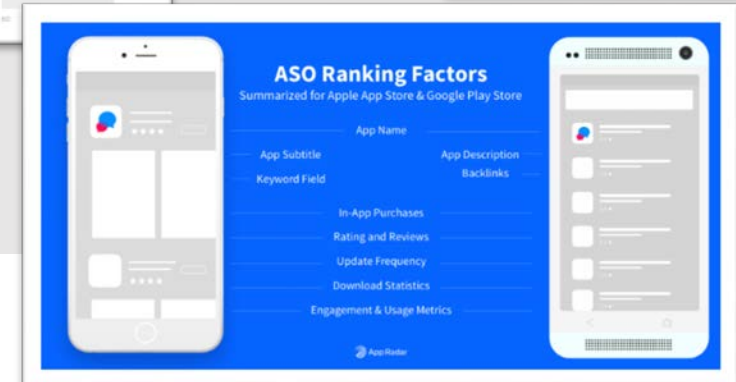 ASO Ranking Factors
Summarized for Apple App Store & Google Play Store
App Name
App Subtitle
App Description
Keyword Field
Backlinks
In-App Purchases
Rating and Reviews
Update Frequency
Download Statistics
Engagement & Usage Metrics
App Radar